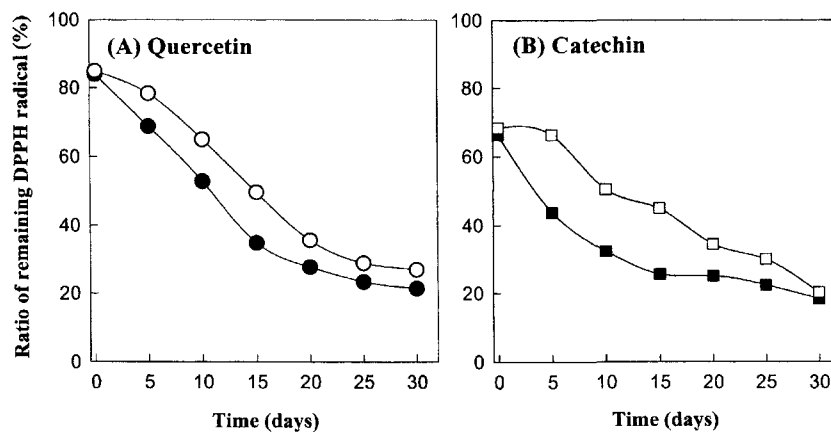 Ratio of remaining DPPH radical (%)
(A) Quercetin
100
80
60
40
20
0
0 5 10 15 20 25 30
Time (days)
(B) Catechin
100
80
60
40
20
0
0 5 10 15 20 25 30
Time (days)